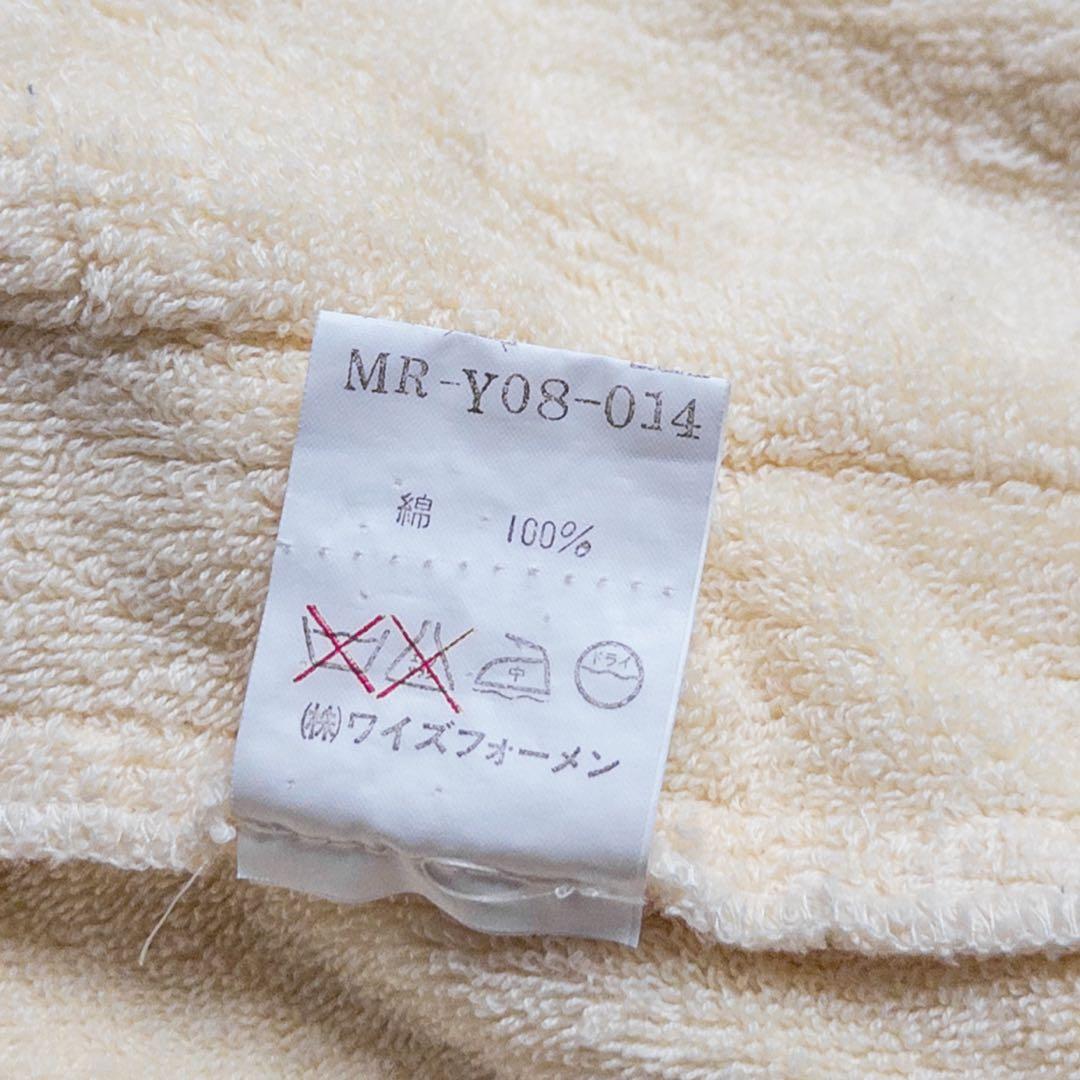 MR-Y08-014
綿 100%
中 ドライ
㈱ワイズフォーメン